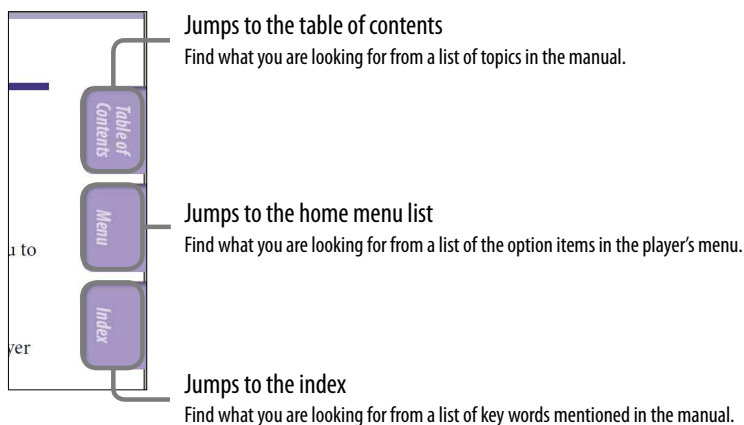 Jumps to the table of contents
Find what you are looking for from a list of topics in the manual.
Table of
Contents
Menu
u to
Jumps to the home menu list
Find what you are looking for from a list of the option items in the player's menu.
Index
yer
Jumps to the index
Find what you are looking for from a list of key words mentioned in the manual.